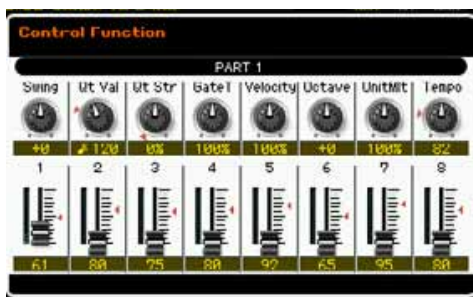 Control Function
PART 1
Swing Qt Val Qt Str GateT Velocity Octave UnitMlt Tempo
+0 ♪120 0% 100% 100% +0 100% 82
1 2 3 4 5 6 7 8
61 80 75 80 92 65 95 80